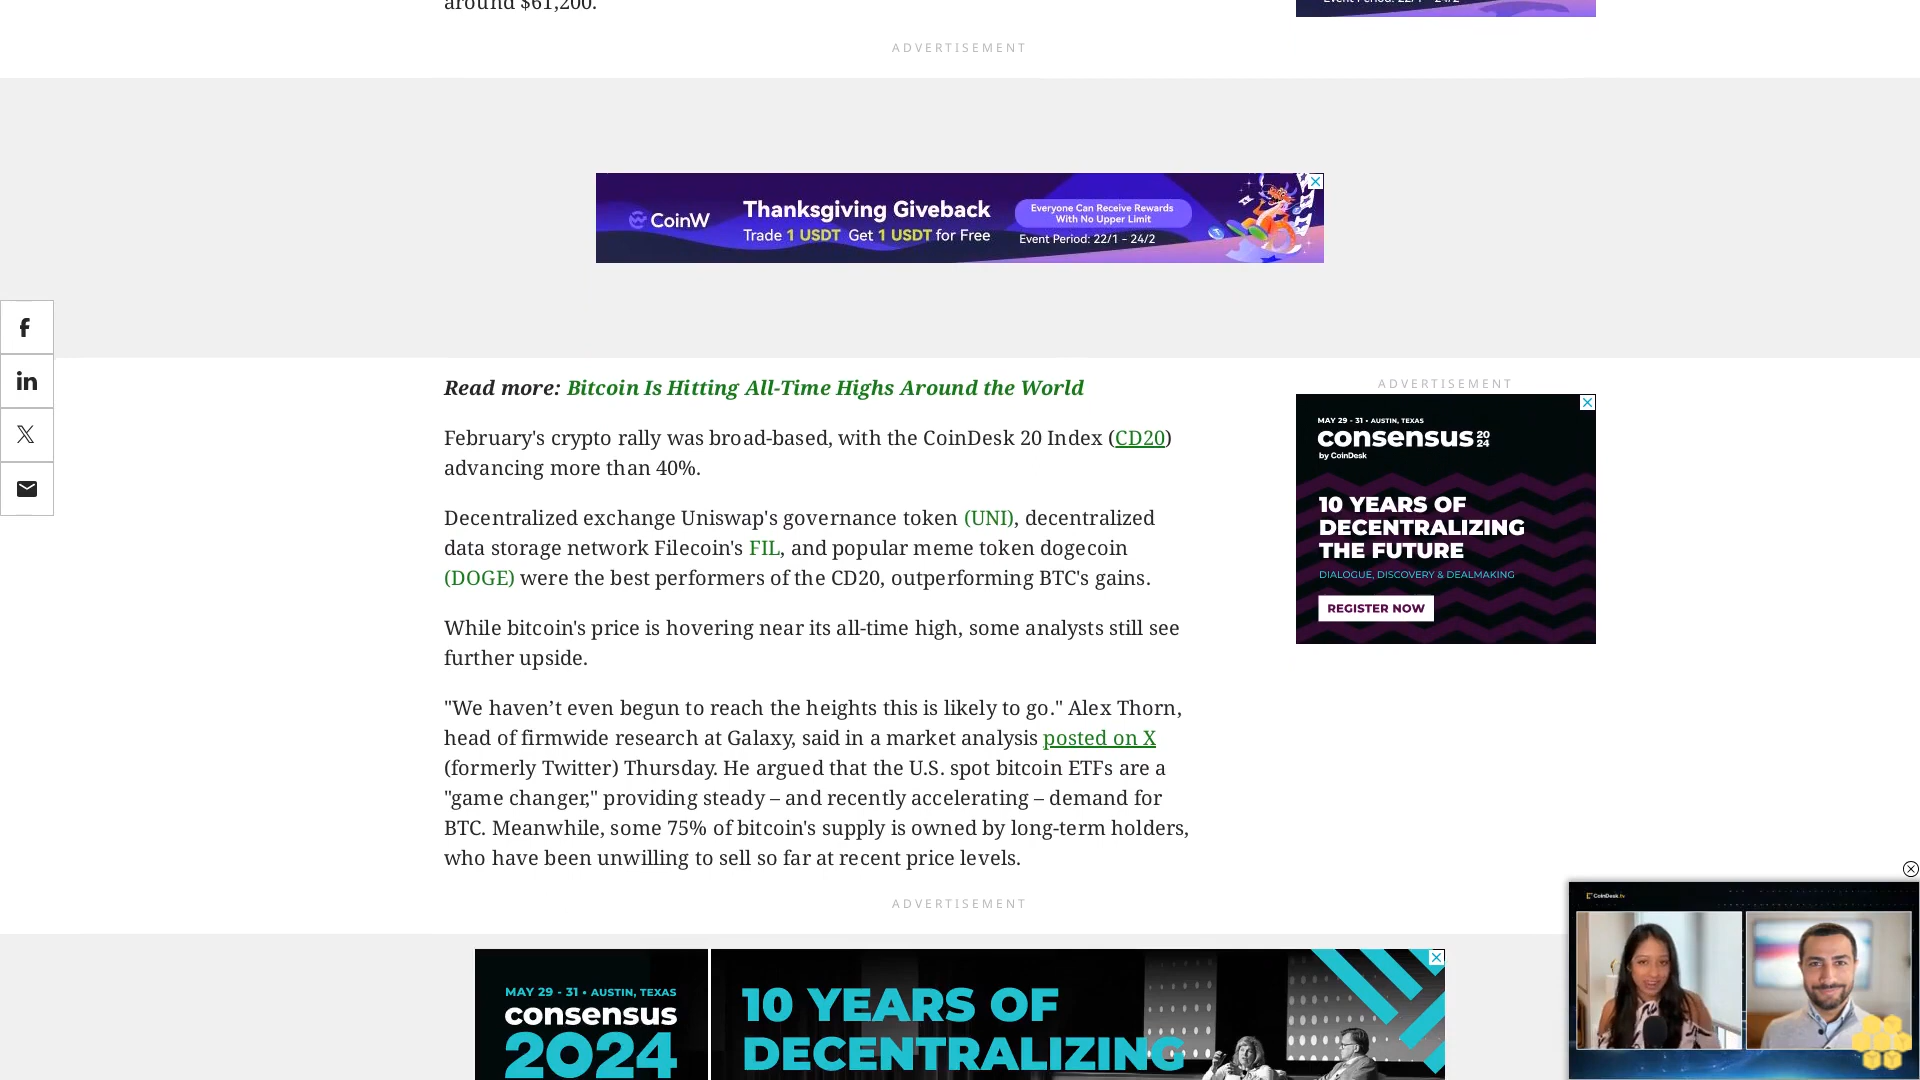 around $61,200.
ADVERTISEMENT
CoinW
Thanksgiving Giveback
Trade 1 USDT Get 1 USDT for Free
Everyone Can Receive Rewards
With No Upper Limit
Event Period: 22/1 - 24/2
Read more: Bitcoin Is Hitting All-Time Highs Around the World
February's crypto rally was broad-based, with the CoinDesk 20 Index (CD20)
advancing more than 40%.
Decentralized exchange Uniswap's governance token (UNI), decentralized
data storage network Filecoin's FIL, and popular meme token dogecoin
(DOGE) were the best performers of the CD20, outperforming BTC's gains.
While bitcoin's price is hovering near its all-time high, some analysts still see
further upside.
"We haven’t even begun to reach the heights this is likely to go." Alex Thorn,
head of firmwide research at Galaxy, said in a market analysis posted on X
(formerly Twitter) Thursday. He argued that the U.S. spot bitcoin ETFs are a
"game changer," providing steady – and recently accelerating – demand for
BTC. Meanwhile, some 75% of bitcoin's supply is owned by long-term holders,
who have been unwilling to sell so far at recent price levels.
ADVERTISEMENT
MAY 29 - 31 • AUSTIN, TEXAS
consensus 2024
by CoinDesk
10 YEARS OF
DECENTRALIZING
THE FUTURE
DIALOGUE, DISCOVERY & DEALMAKING
REGISTER NOW
ADVERTISEMENT
MAY 29 - 31 • AUSTIN, TEXAS
consensus
2024
10 YEARS OF
DECENTRALIZING
CoinDesk.tv